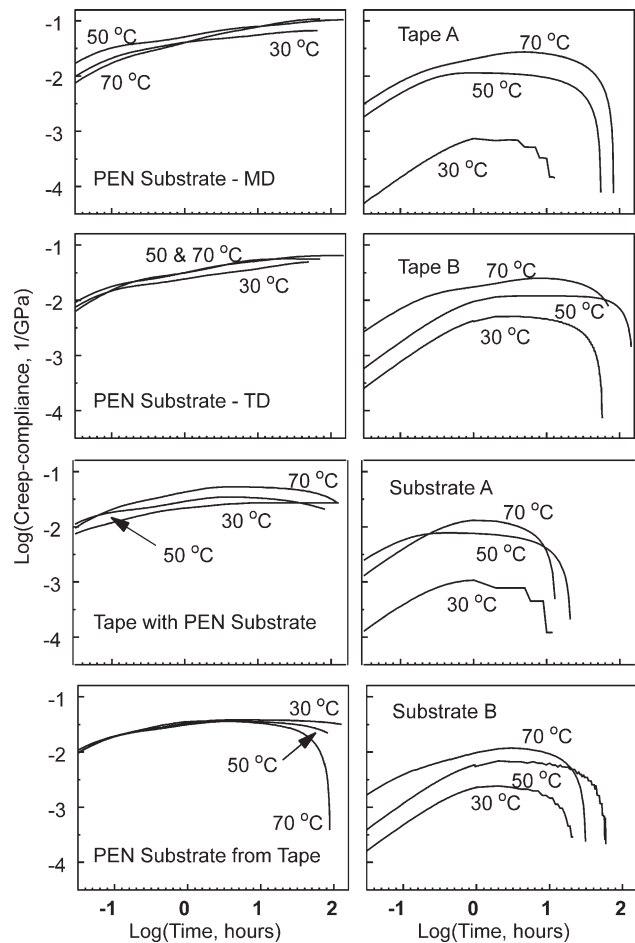 Log(Creep-compliance, 1/GPa)
-1
-2
-3
-4
50 °C
30 °C
70 °C
PEN Substrate - MD
Tape A
70 °C
50 °C
30 °C
-1
-2
-3
-4
50 & 70 °C
30 °C
PEN Substrate - TD
Tape B
70 °C
50 °C
30 °C
-1
-2
-3
-4
70 °C
30 °C
50 °C
Tape with PEN Substrate
Substrate A
70 °C
50 °C
30 °C
-1
-2
-3
-4
30 °C
50 °C
70 °C
PEN Substrate from Tape
Substrate B
70 °C
50 °C
30 °C
-1 0 1 2
-1 0 1 2
Log(Time, hours)
Log(Time, hours)